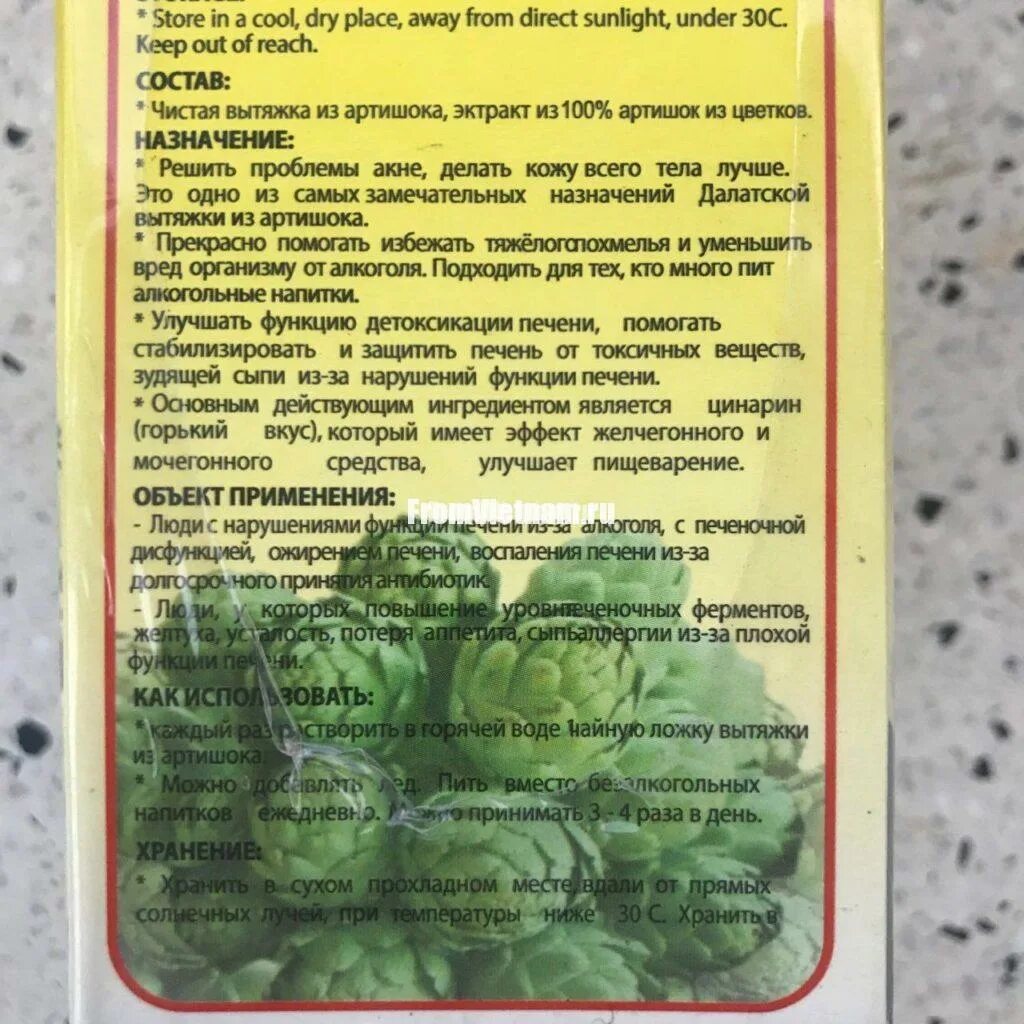 * Store in a cool, dry place, away from direct sunlight, under 30C.
Keep out of reach.
СОСТАВ:
* Чистая вытяжка из артишока, эктракт из100% артишок из цветков.
НАЗНАЧЕНИЕ:
* Решить проблемы акне, делать кожу всего тела лучше.
Это одно из самых замечательных назначений Далатской
вытяжки из артишока.
* Прекрасно помогать избежать тяжёлогопохмелья и уменьшить
вред организму от алкоголя. Подходить для тех, кто много пит
алкогольные напитки.
* Улучшать функцию детоксикации печени, помогать
стабилизировать и защитить печень от токсичных веществ,
зудящей сыпи из-за нарушений функции печени.
* Основным действующим ингредиентом является цинарин
(горький вкус), который имеет эффект желчегонного и
мочегонного средства, улучшает пищеварение.
ОБЪЕКТ ПРИМЕНЕНИЯ:
FromVietnam.ru
- Люди с нарушениями функции печени из-за алкоголя, с печеночной
дисфункцией, ожирением печени, воспаления печени из-за
долгосрочного принятия антибиотик.
- Люди, у которых повышение уровня печеночных ферментов,
желтуха, усталость, потеря аппетита, сыпьаллергии из-за плохой
функции печени.
КАК ИСПОЛЬЗОВАТЬ:
* каждый раз растворить в горячей воде 1чайную ложку вытяжки
из артишока.
* Можно добавлять лед. Пить вместо безалкогольных
напитков ежедневно. Можно принимать 3 - 4 раза в день.
ХРАНЕНИЕ:
* Хранить в сухом прохладном месте, вдали от прямых
солнечных лучей, при температуры ниже 30 С. Хранить в